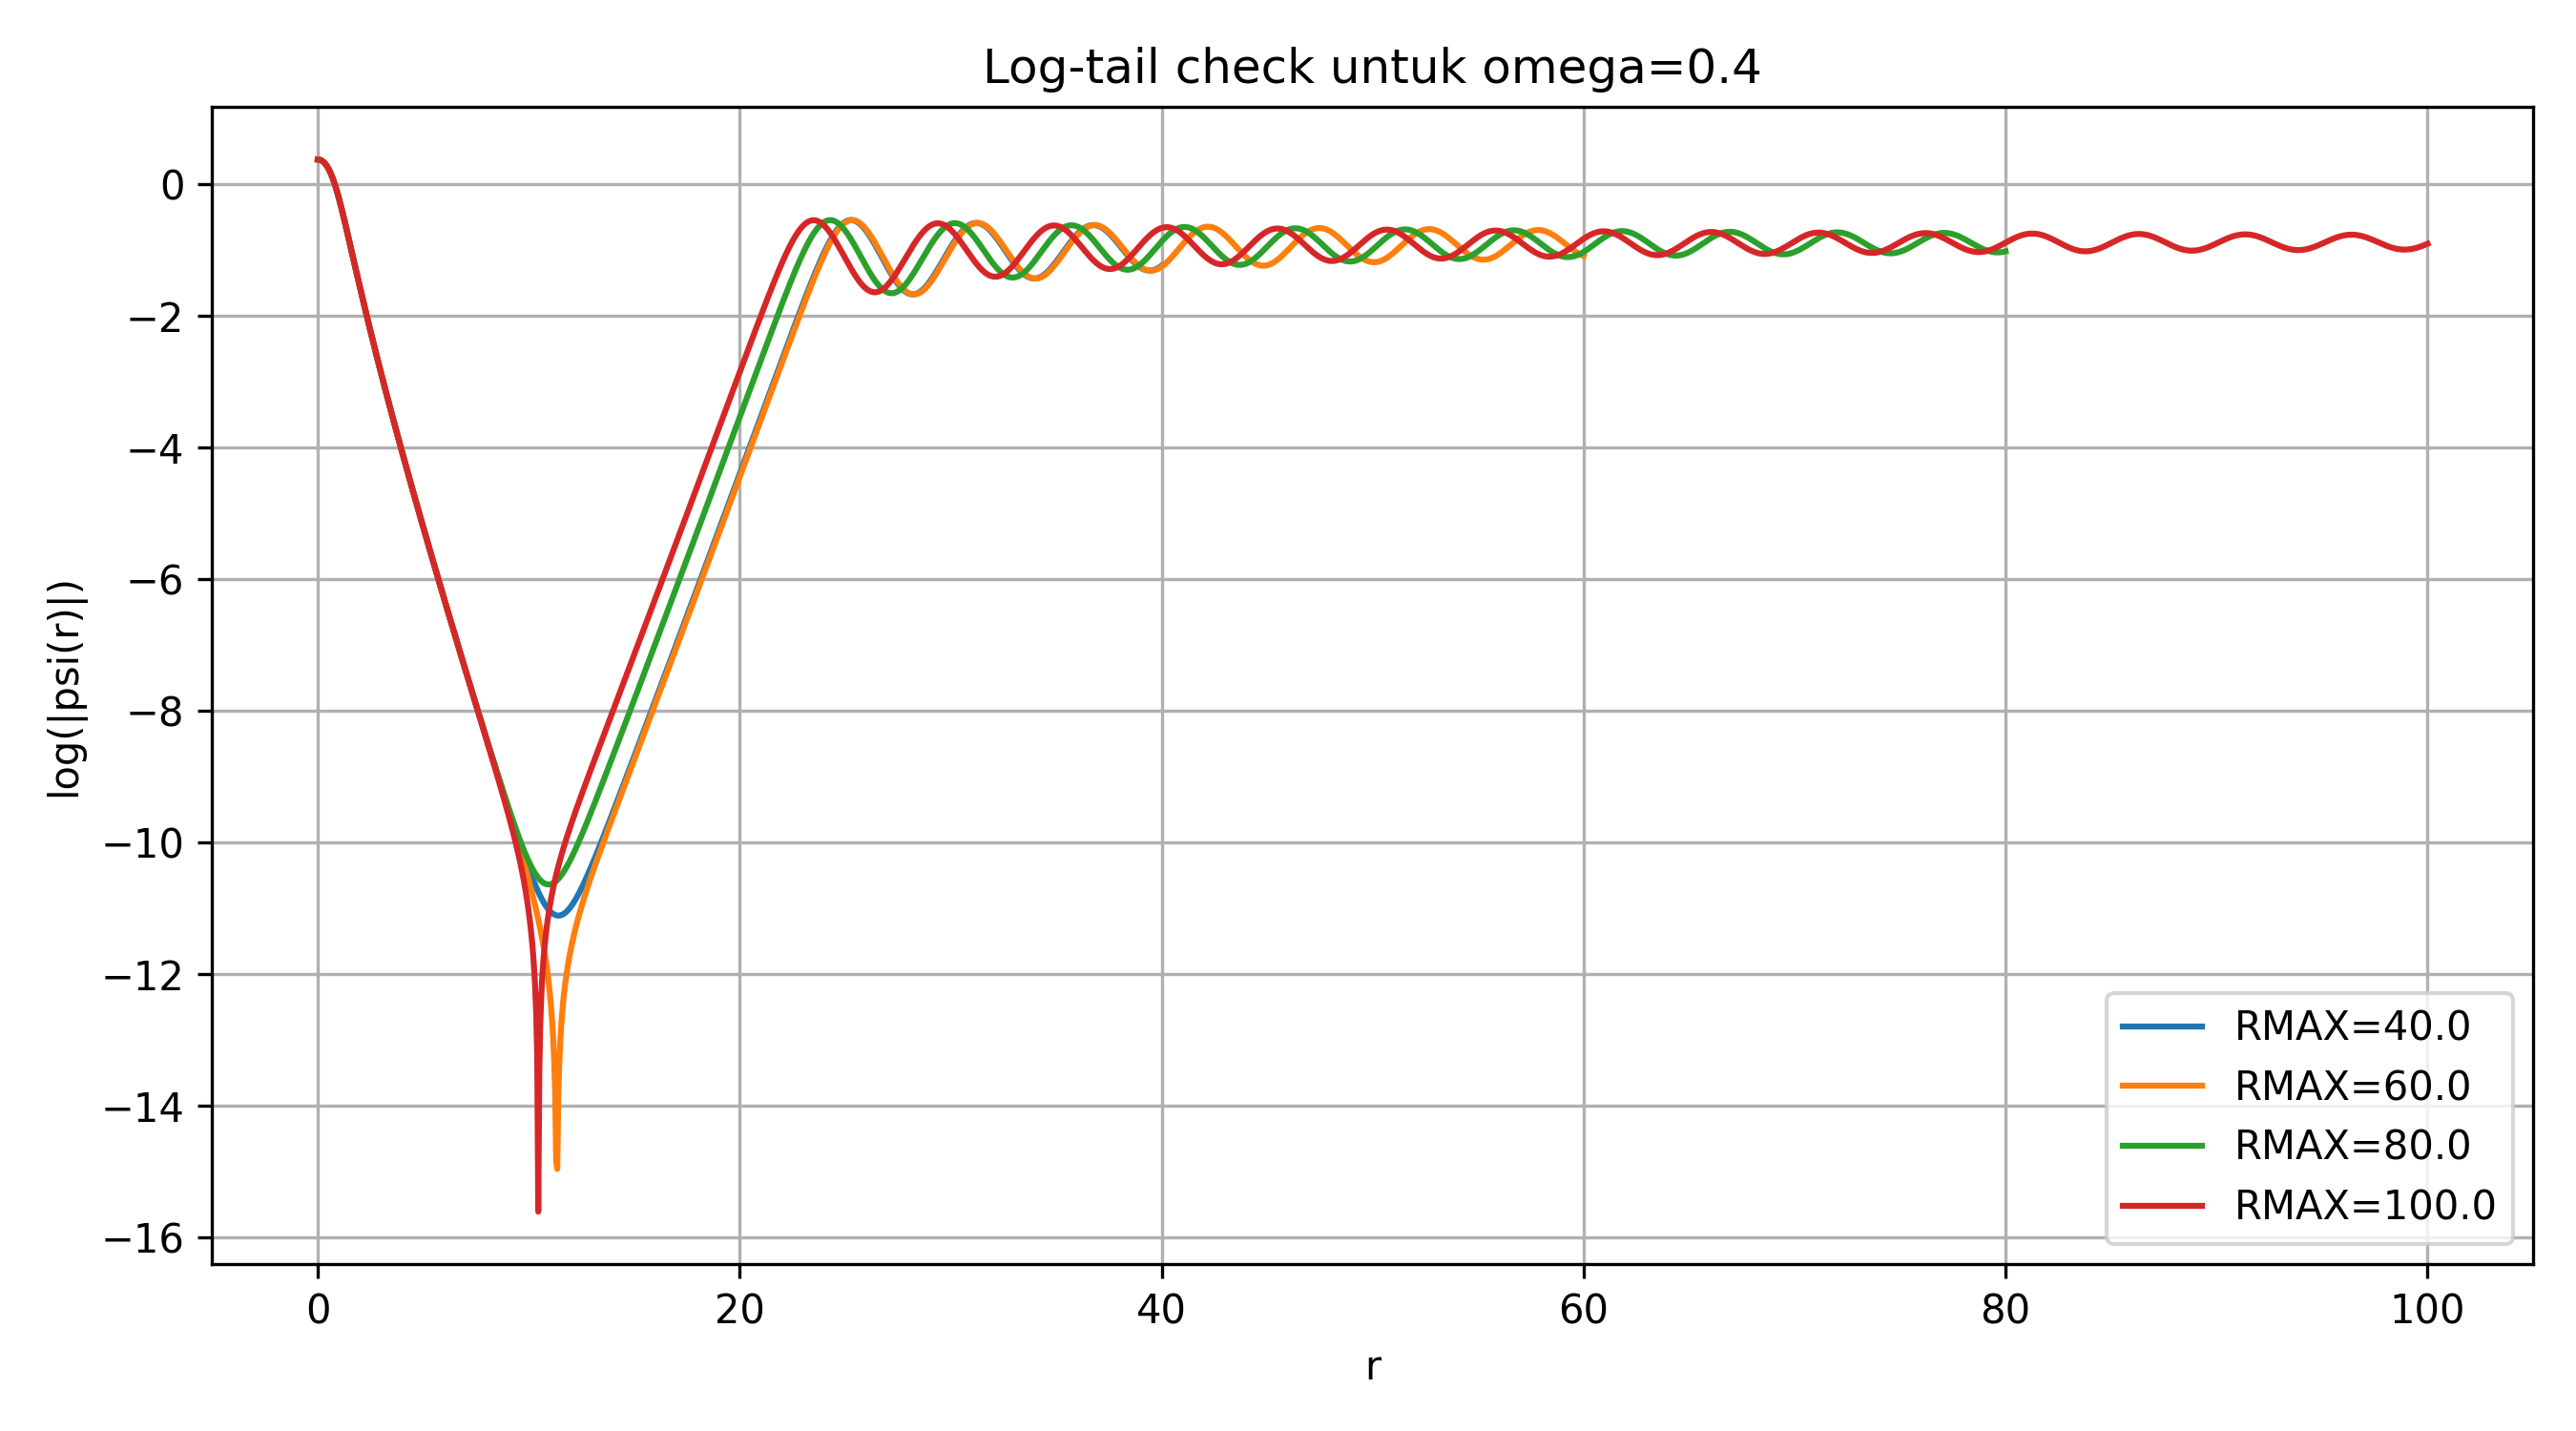 Log-tail check untuk omega=0.4
log(|psi(r)|)
0
−2
−4
−6
−8
−10
−12
−14
−16
0 20 40 60 80 100
r
RMAX=40.0
RMAX=60.0
RMAX=80.0
RMAX=100.0